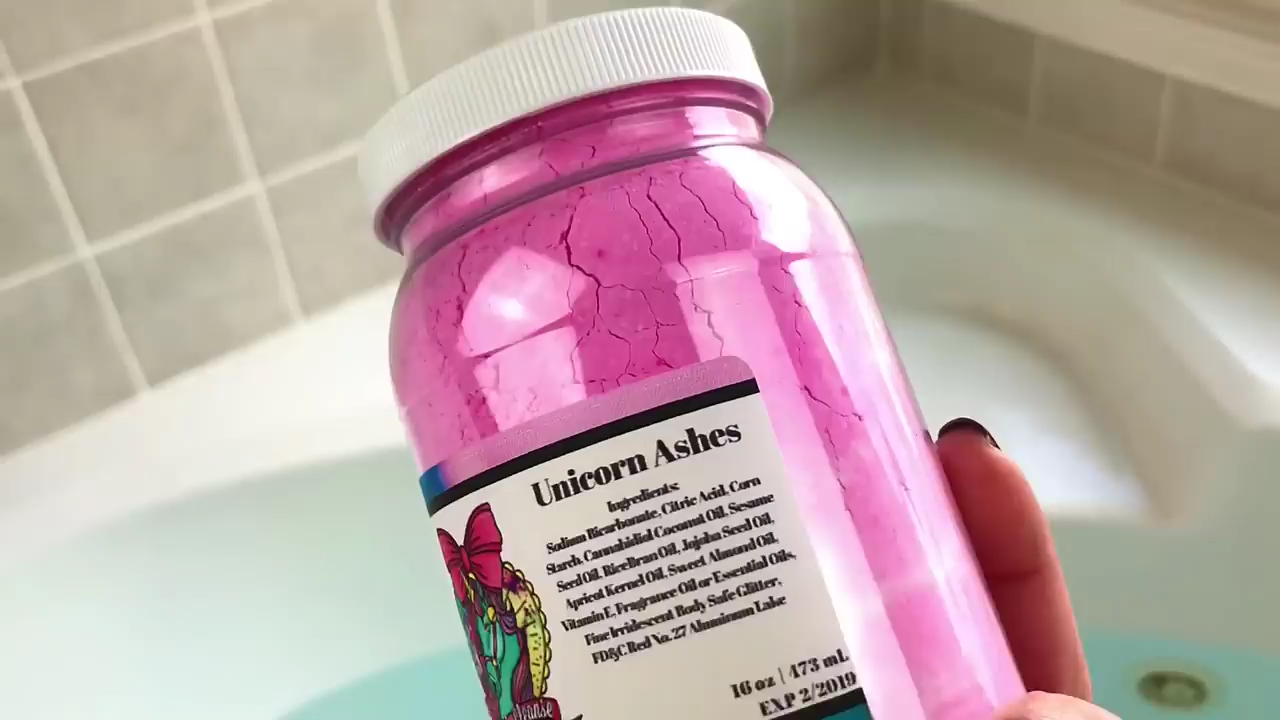 Unicorn Ashes
Ingredients:
Sodium Bicarbonate, Citric Acid, Corn
Starch, Cannabidiol Coconut Oil, Sesame
Seed Oil, RiceBran Oil, Jojoba Seed Oil,
Apricot Kernel Oil, Sweet Almond Oil,
Vitamin E, Fragrance Oil or Essential Oils,
Fine Irridescent Body Safe Glitter,
FD&C Red No. 27 Aluminum Lake
16 oz | 473 mL
EXP 2/2019